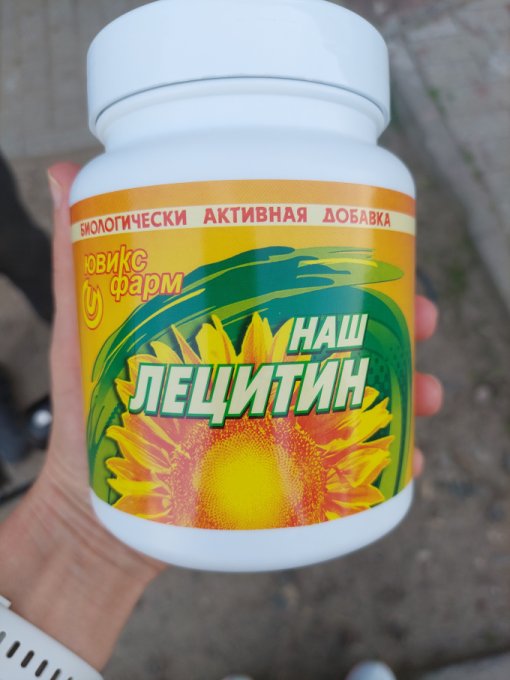 БИОЛОГИЧЕСКИ АКТИВНАЯ ДОБАВКА
ювикс
фарм
НАШ
ЛЕЦИТИН